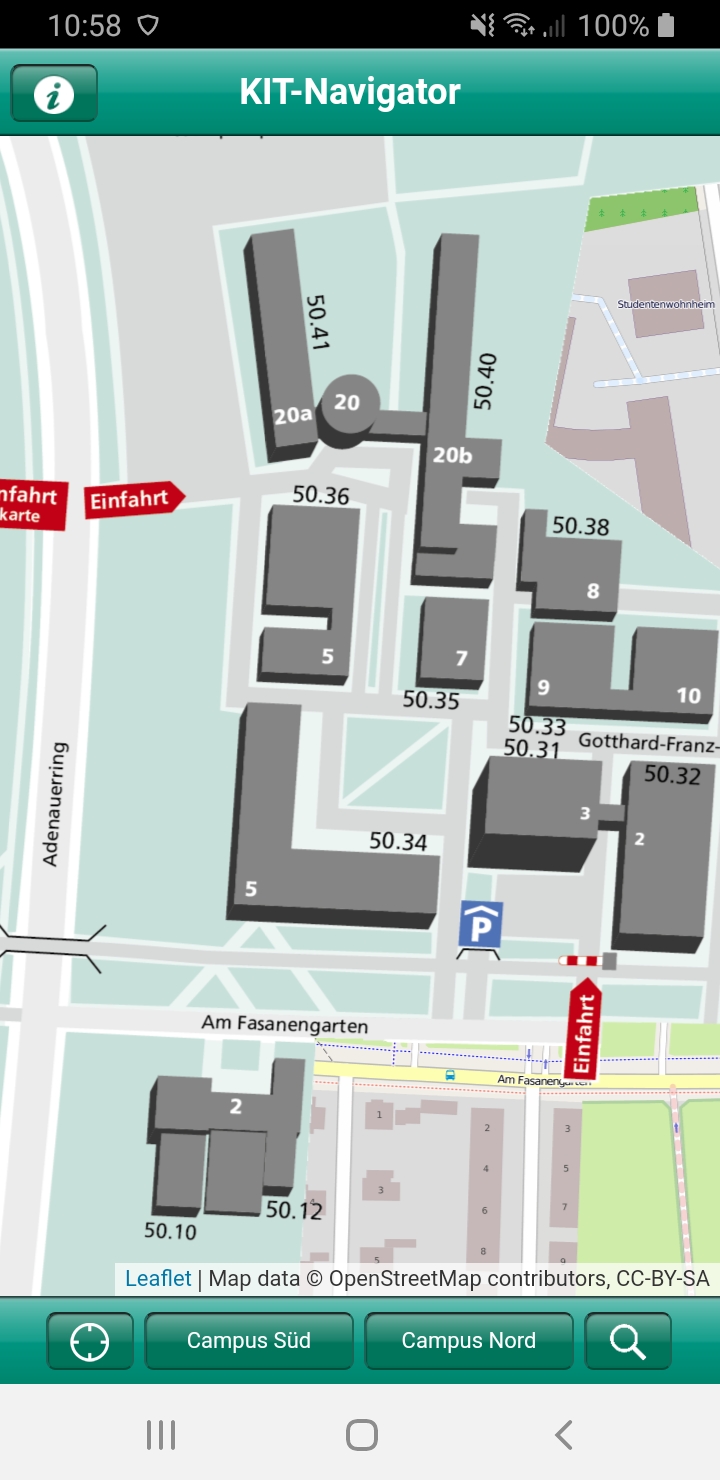 10:58
100%
KIT-Navigator
50.41
20a
20
50.40
20b
Studentenwohnheim
nfahrt
karte
Einfahrt
50.36
50.38
8
5
7
9
10
50.35
50.33
50.31
Gotthard-Franz-
50.32
3
2
Adenauerring
50.34
5
P
Einfahrt
Am Fasanengarten
Am Fasanengarten
2
1
2
3
4
5
3
6
7
4
8
5
9
50.12
50.10
Leaflet | Map data © OpenStreetMap contributors, CC-BY-SA
Campus Süd
Campus Nord